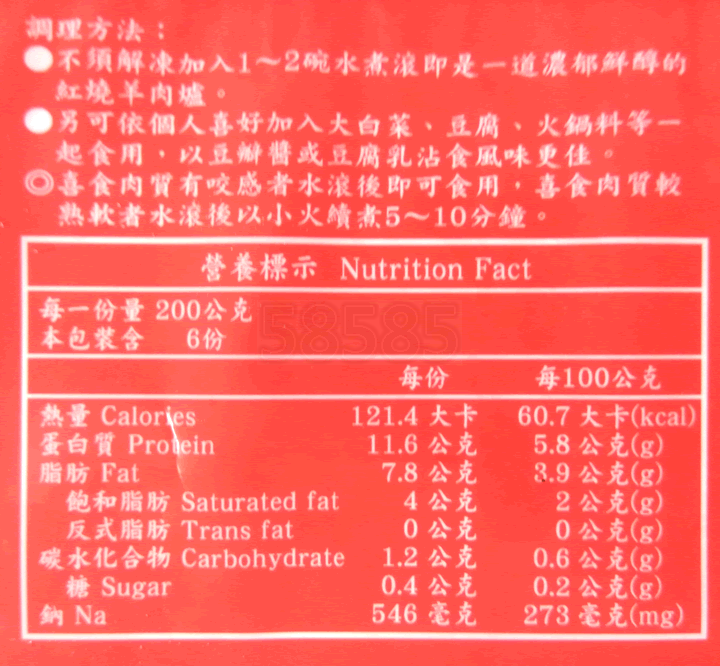 調理方法：
●不須解凍加入1～2碗水煮滾即是一道濃郁鮮醇的
紅燒羊肉爐。
●另可依個人喜好加入大白菜、豆腐、火鍋料等一
起食用，以豆瓣醬或豆腐乳沾食風味更佳。
◎喜食肉質有咬感者水滾後即可食用，喜食肉質較
熟軟者水滾後以小火續煮5～10分鐘。
營養標示 Nutrition Fact
每一份量 200公克
本包裝含 6份
58585
每份 每100公克
熱量 Calories 121.4 大卡 60.7 大卡(kcal)
蛋白質 Protein 11.6 公克 5.8 公克(g)
脂肪 Fat 7.8 公克 3.9 公克(g)
飽和脂肪 Saturated fat 4 公克 2 公克(g)
反式脂肪 Trans fat 0 公克 0 公克(g)
碳水化合物 Carbohydrate 1.2 公克 0.6 公克(g)
糖 Sugar 0.4 公克 0.2 公克(g)
鈉 Na 546 毫克 273 毫克(mg)